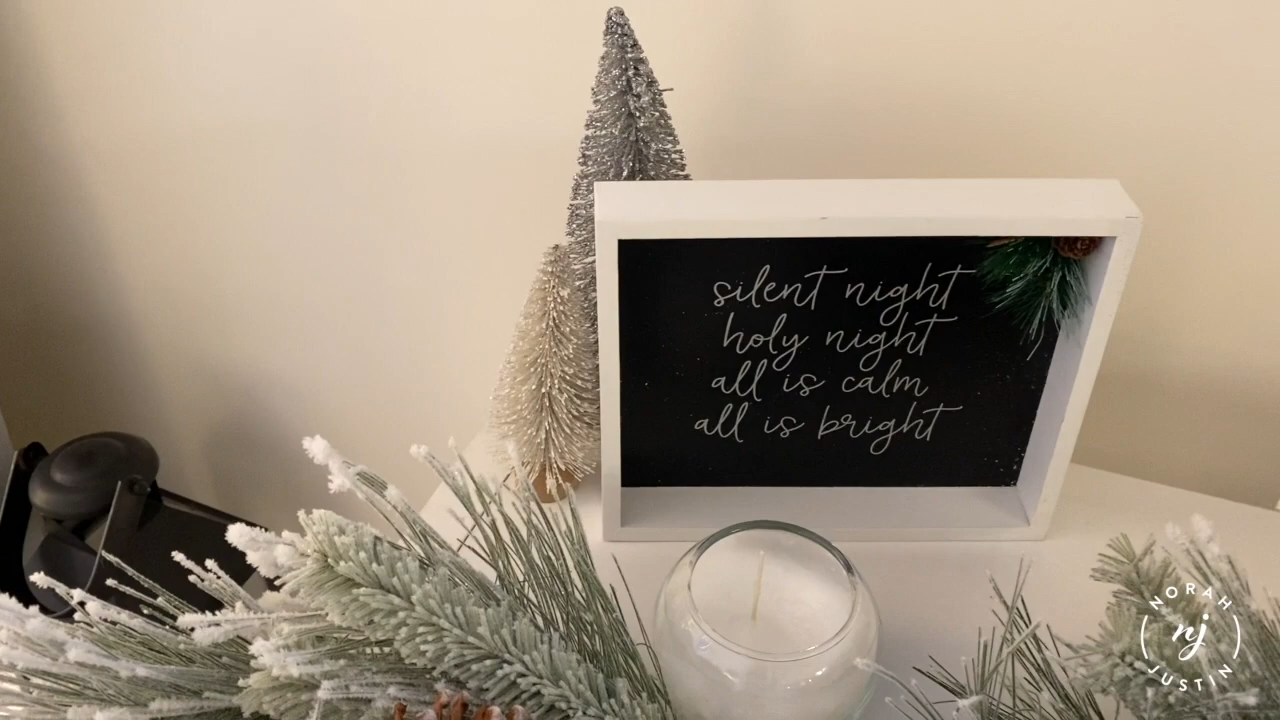 silent night
holy night
all is calm
all is bright
NORAH
nj
JUSTIN